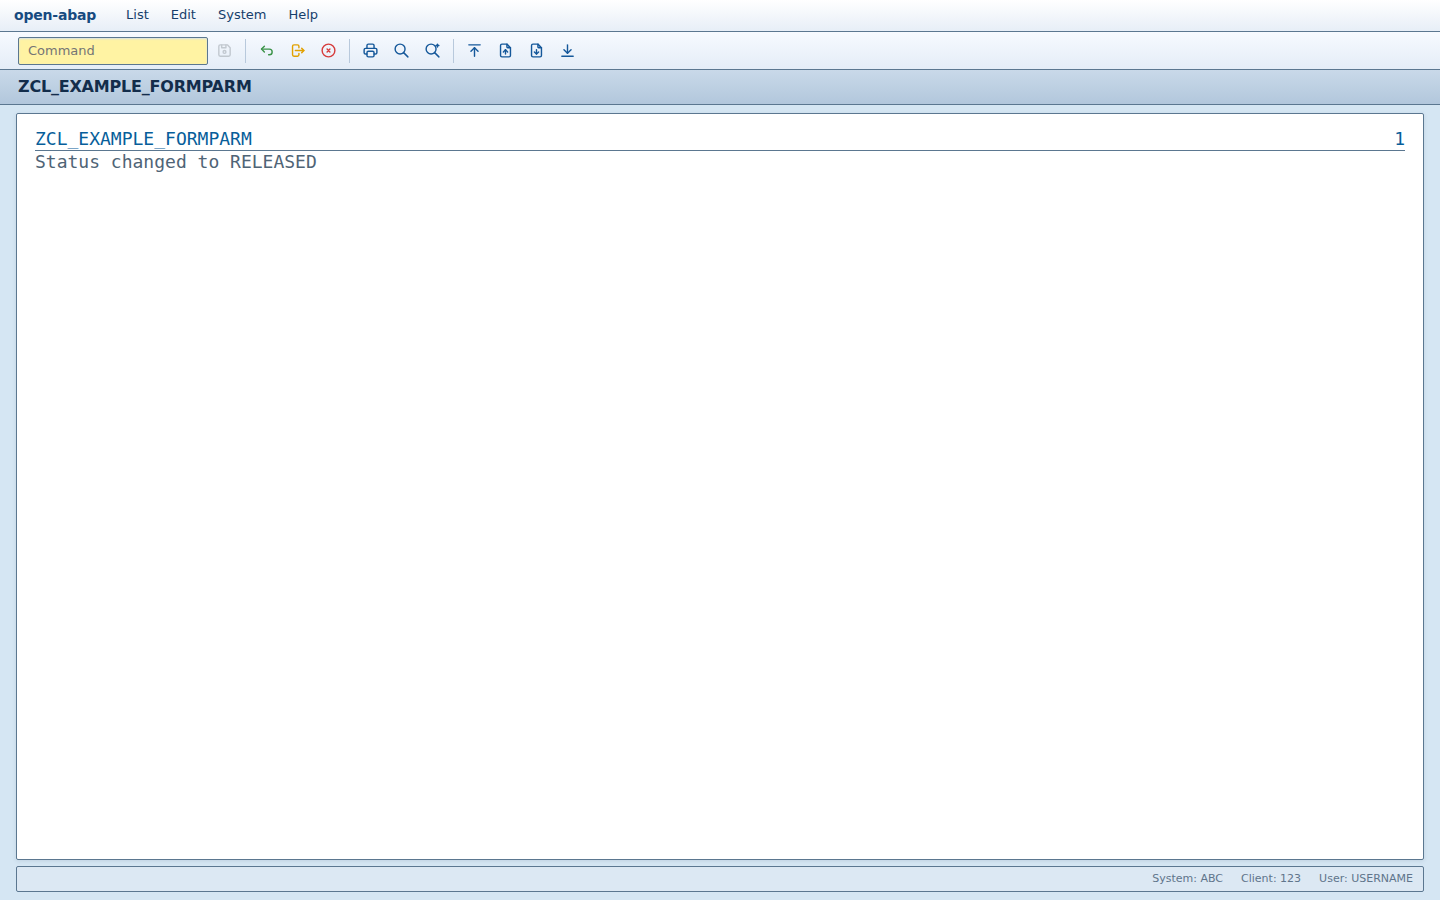 open-abap List Edit System Help
Command
ZCL_EXAMPLE_FORMPARM
ZCL_EXAMPLE_FORMPARM 1
Status changed to RELEASED
System: ABC Client: 123 User: USERNAME